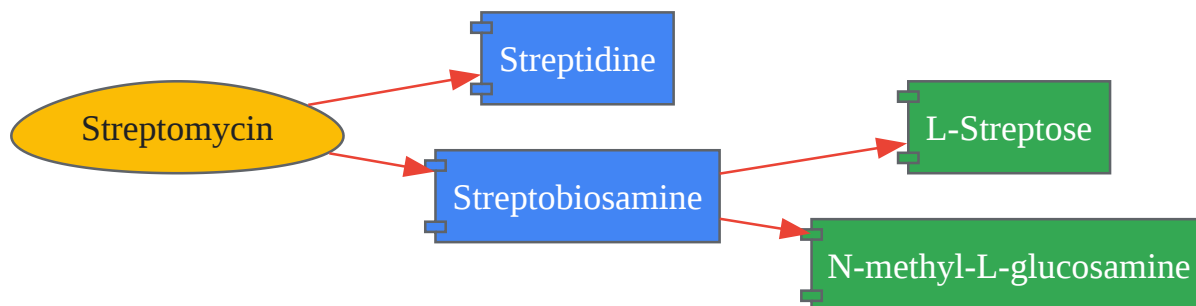 Streptidine
Streptomycin
L-Streptose
Streptobiosamine
N-methyl-L-glucosamine